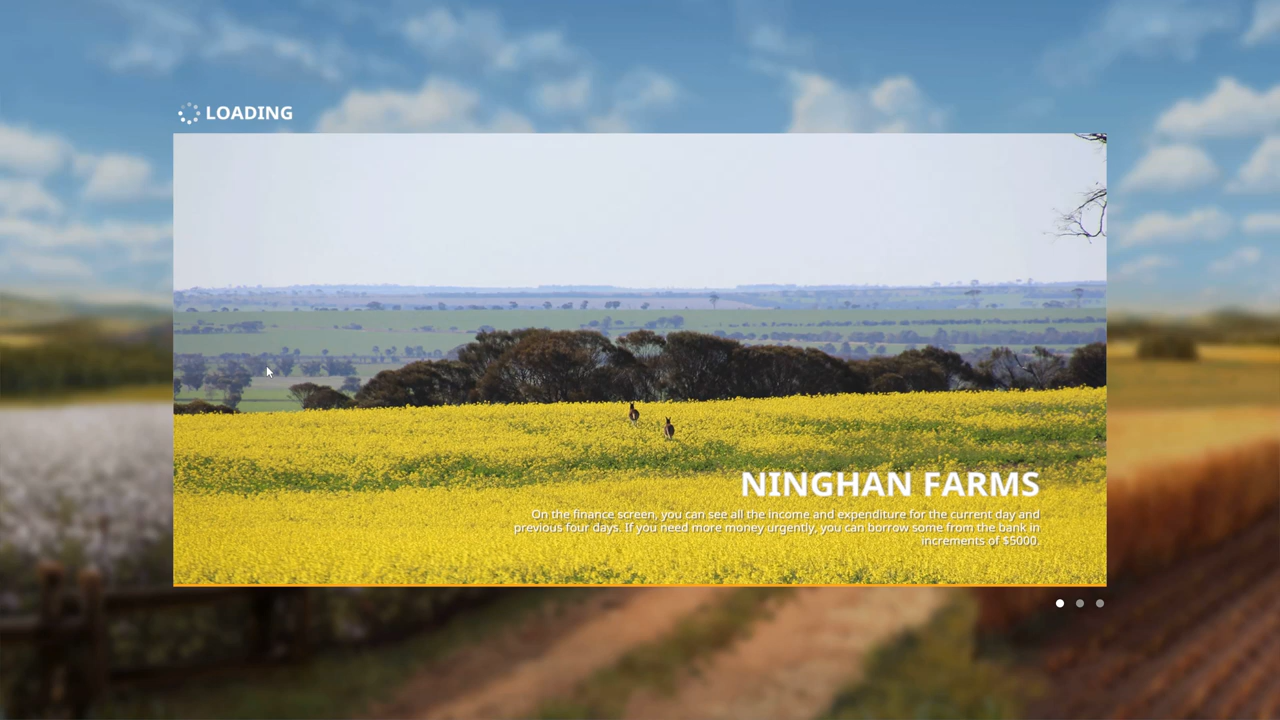 LOADING
NINGHAN FARMS
On the finance screen, you can see all the income and expenditure for the current day and
previous four days. If you need more money urgently, you can borrow some from the bank in
increments of $5000.